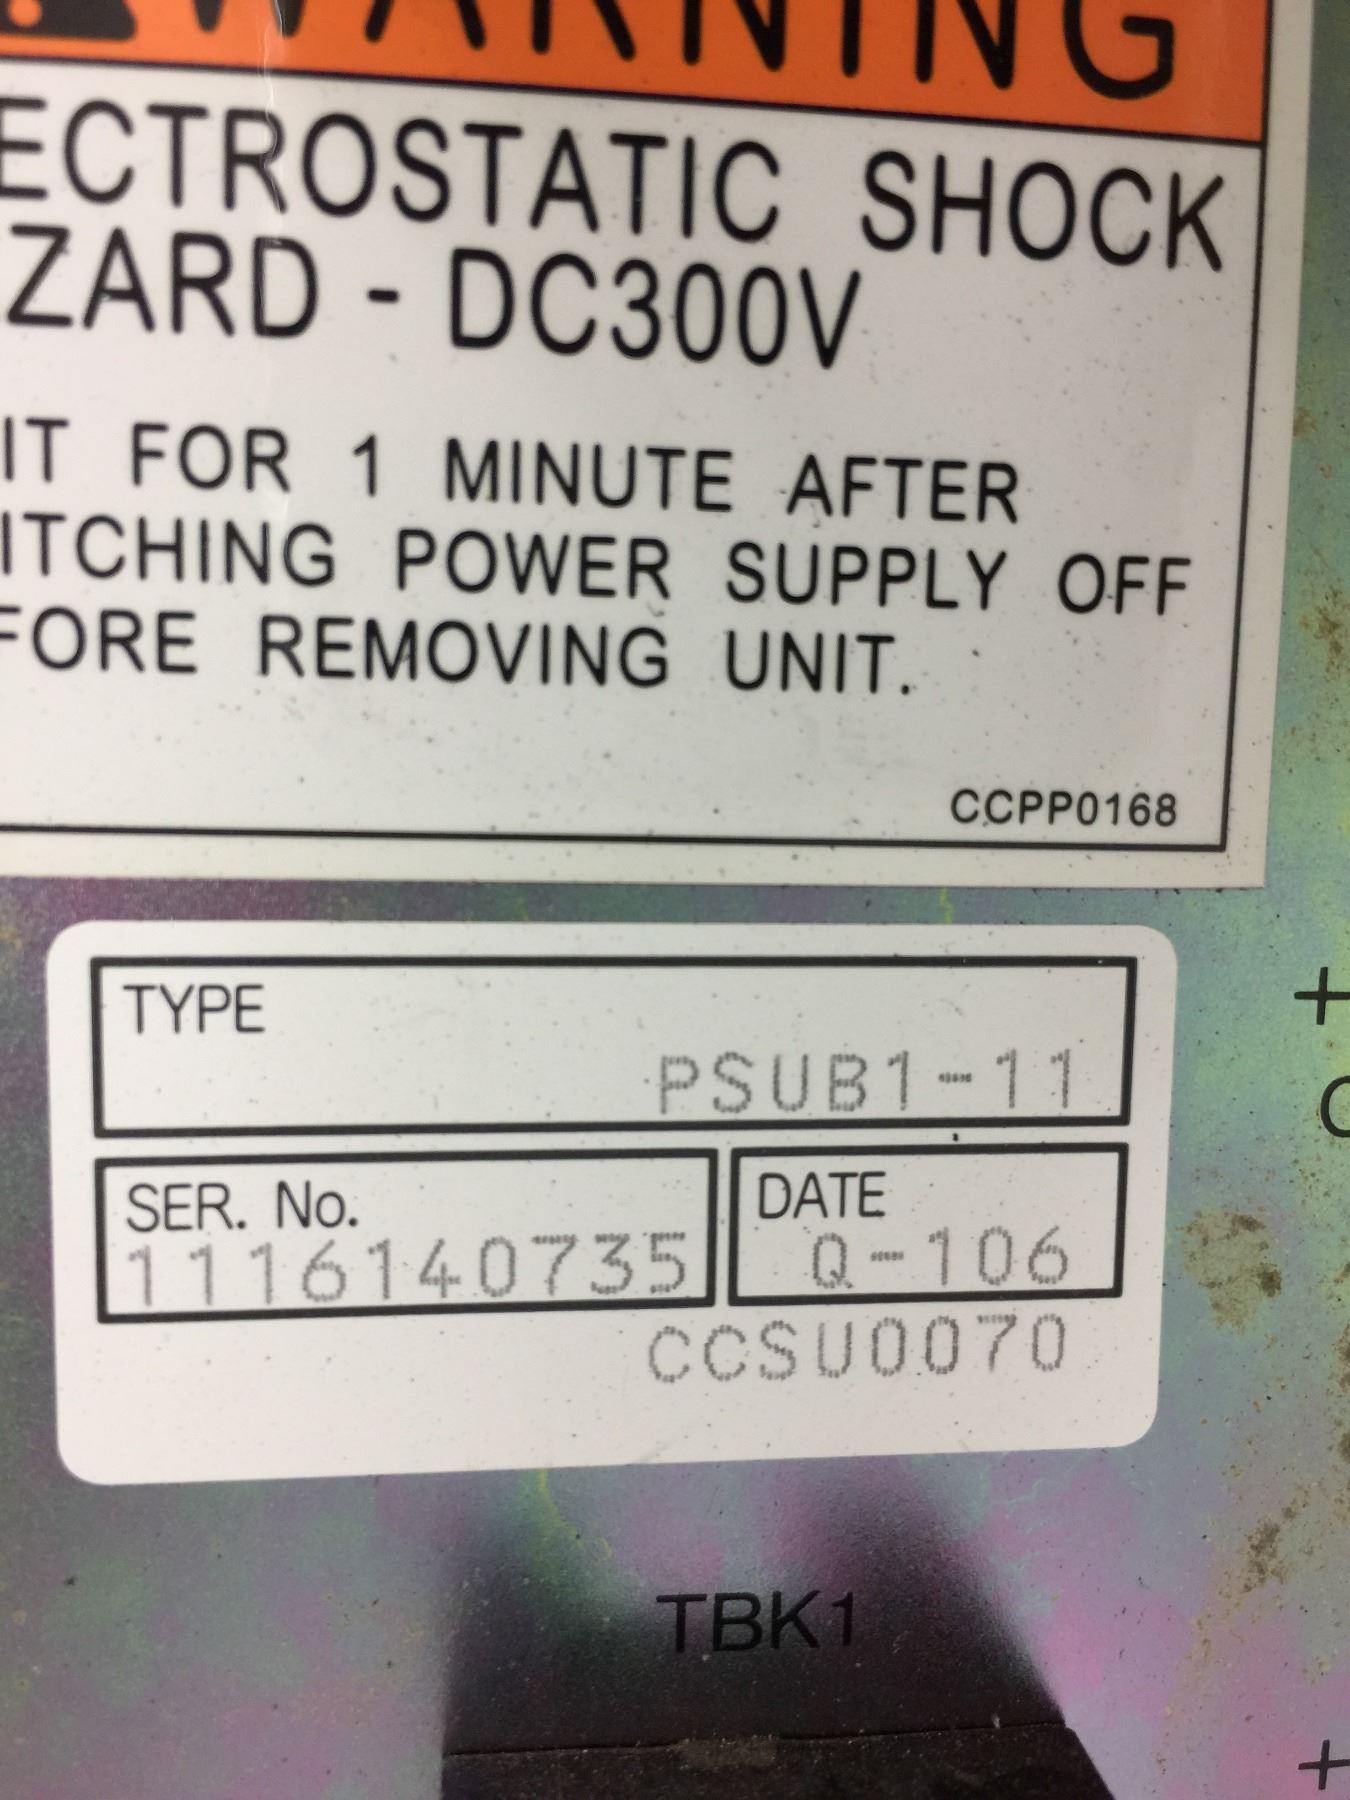 WARNING
ECTROSTATIC SHOCK
ZARD - DC300V
IT FOR 1 MINUTE AFTER
ITCHING POWER SUPPLY OFF
FORE REMOVING UNIT.
CCPP0168
TYPE
PSUB1-11
SER. No.
1116140735
DATE
Q-106
CCSU0070
TBK1
+
+